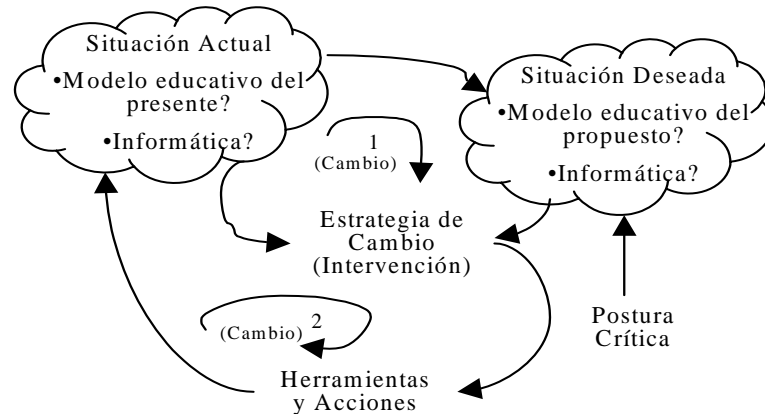 Situación Actual
•Modelo educativo del
presente?
•Informática?
Situación Deseada
•Modelo educativo del
propuesto?
•Informática?
1
(Cambio)
Estrategia de
Cambio
(Intervención)
(Cambio) 2
Postura
Crítica
Herramientas
y Acciones